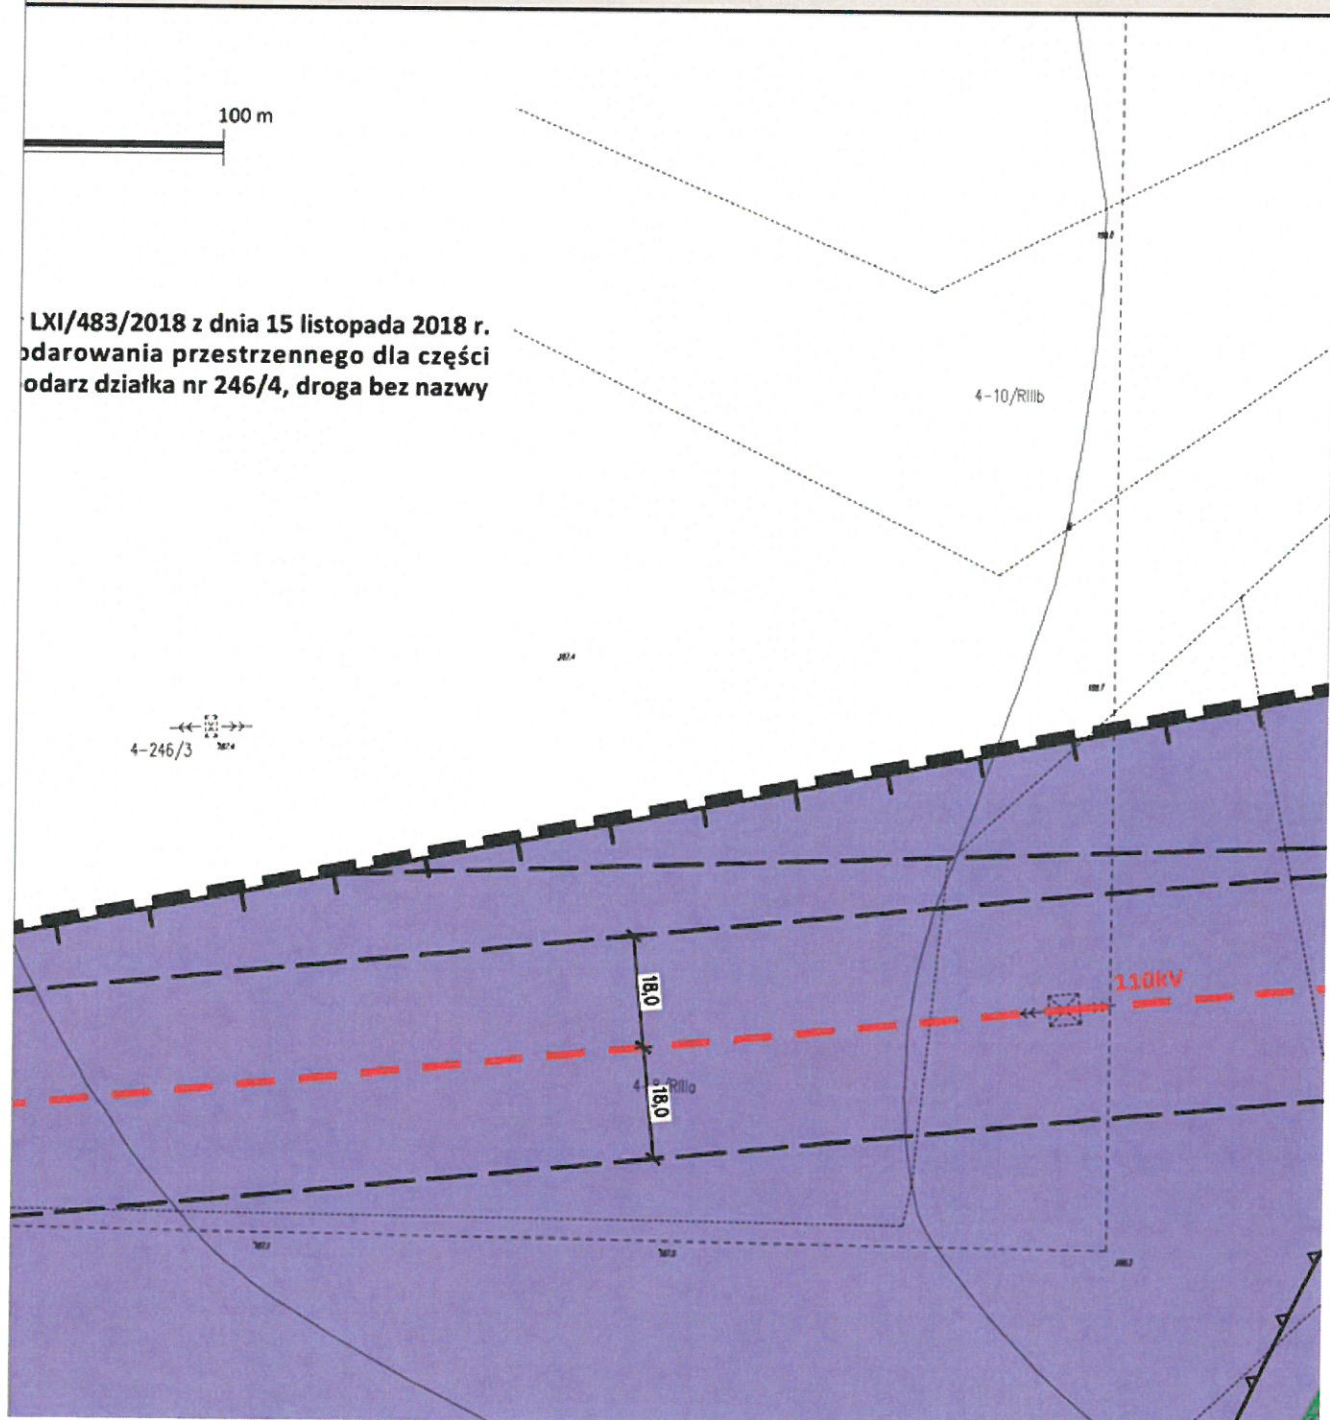 100 m
LXI/483/2018 z dnia 15 listopada 2018 r.
odarowania przestrzennego dla części
odarz działka nr 246/4, droga bez nazwy
4-10/RIIIb
4-246/3
110kV
18,0
18,0